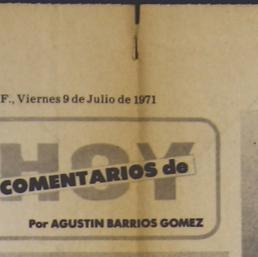 F., Viernes 9 de Julio de 1971
HOY
COMENTARIOS de
Por AGUSTIN BARRIOS GOMEZ